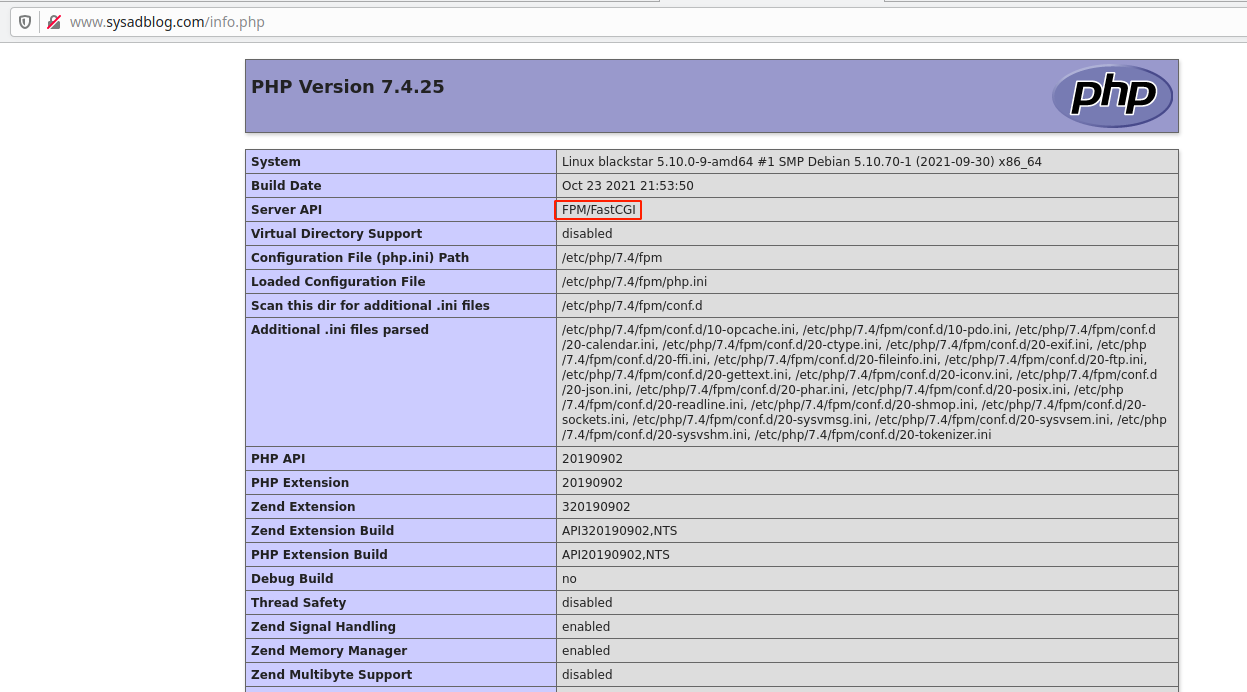 www.sysadblog.com/info.php
PHP Version 7.4.25
php
System Linux blackstar 5.10.0-9-amd64 #1 SMP Debian 5.10.70-1 (2021-09-30) x86_64
Build Date Oct 23 2021 21:53:50
Server API FPM/FastCGI
Virtual Directory Support disabled
Configuration File (php.ini) Path /etc/php/7.4/fpm
Loaded Configuration File /etc/php/7.4/fpm/php.ini
Scan this dir for additional .ini files /etc/php/7.4/fpm/conf.d
Additional .ini files parsed /etc/php/7.4/fpm/conf.d/10-opcache.ini, /etc/php/7.4/fpm/conf.d/10-pdo.ini, /etc/php/7.4/fpm/conf.d
/20-calendar.ini, /etc/php/7.4/fpm/conf.d/20-ctype.ini, /etc/php/7.4/fpm/conf.d/20-exif.ini, /etc/php
/7.4/fpm/conf.d/20-ffi.ini, /etc/php/7.4/fpm/conf.d/20-fileinfo.ini, /etc/php/7.4/fpm/conf.d/20-ftp.ini,
/etc/php/7.4/fpm/conf.d/20-gettext.ini, /etc/php/7.4/fpm/conf.d/20-iconv.ini, /etc/php/7.4/fpm/conf.d
/20-json.ini, /etc/php/7.4/fpm/conf.d/20-phar.ini, /etc/php/7.4/fpm/conf.d/20-posix.ini, /etc/php
/7.4/fpm/conf.d/20-readline.ini, /etc/php/7.4/fpm/conf.d/20-shmop.ini, /etc/php/7.4/fpm/conf.d/20-
sockets.ini, /etc/php/7.4/fpm/conf.d/20-sysvmsg.ini, /etc/php/7.4/fpm/conf.d/20-sysvsem.ini, /etc/php
/7.4/fpm/conf.d/20-sysvshm.ini, /etc/php/7.4/fpm/conf.d/20-tokenizer.ini
PHP API 20190902
PHP Extension 20190902
Zend Extension 320190902
Zend Extension Build API320190902,NTS
PHP Extension Build API20190902,NTS
Debug Build no
Thread Safety disabled
Zend Signal Handling enabled
Zend Memory Manager enabled
Zend Multibyte Support disabled